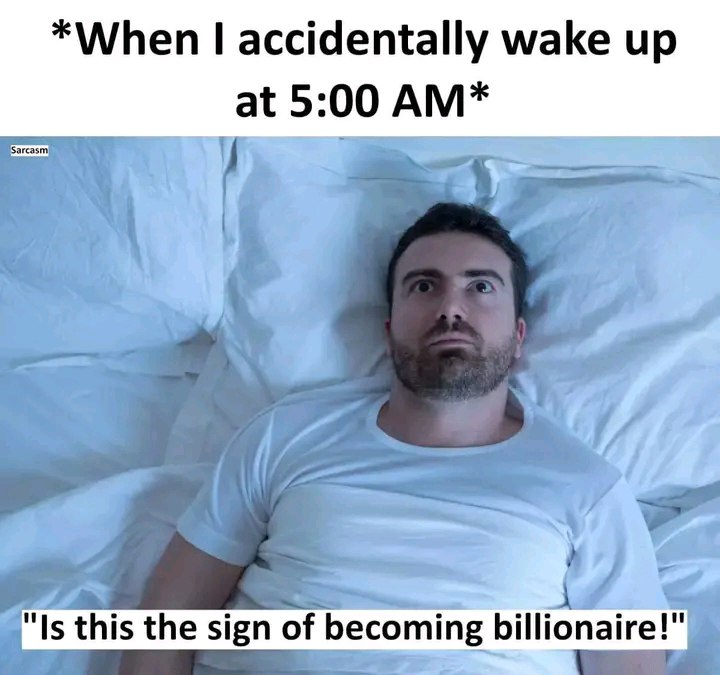 *When I accidentally wake up
at 5:00 AM*
Sarcasm
"Is this the sign of becoming billionaire!"